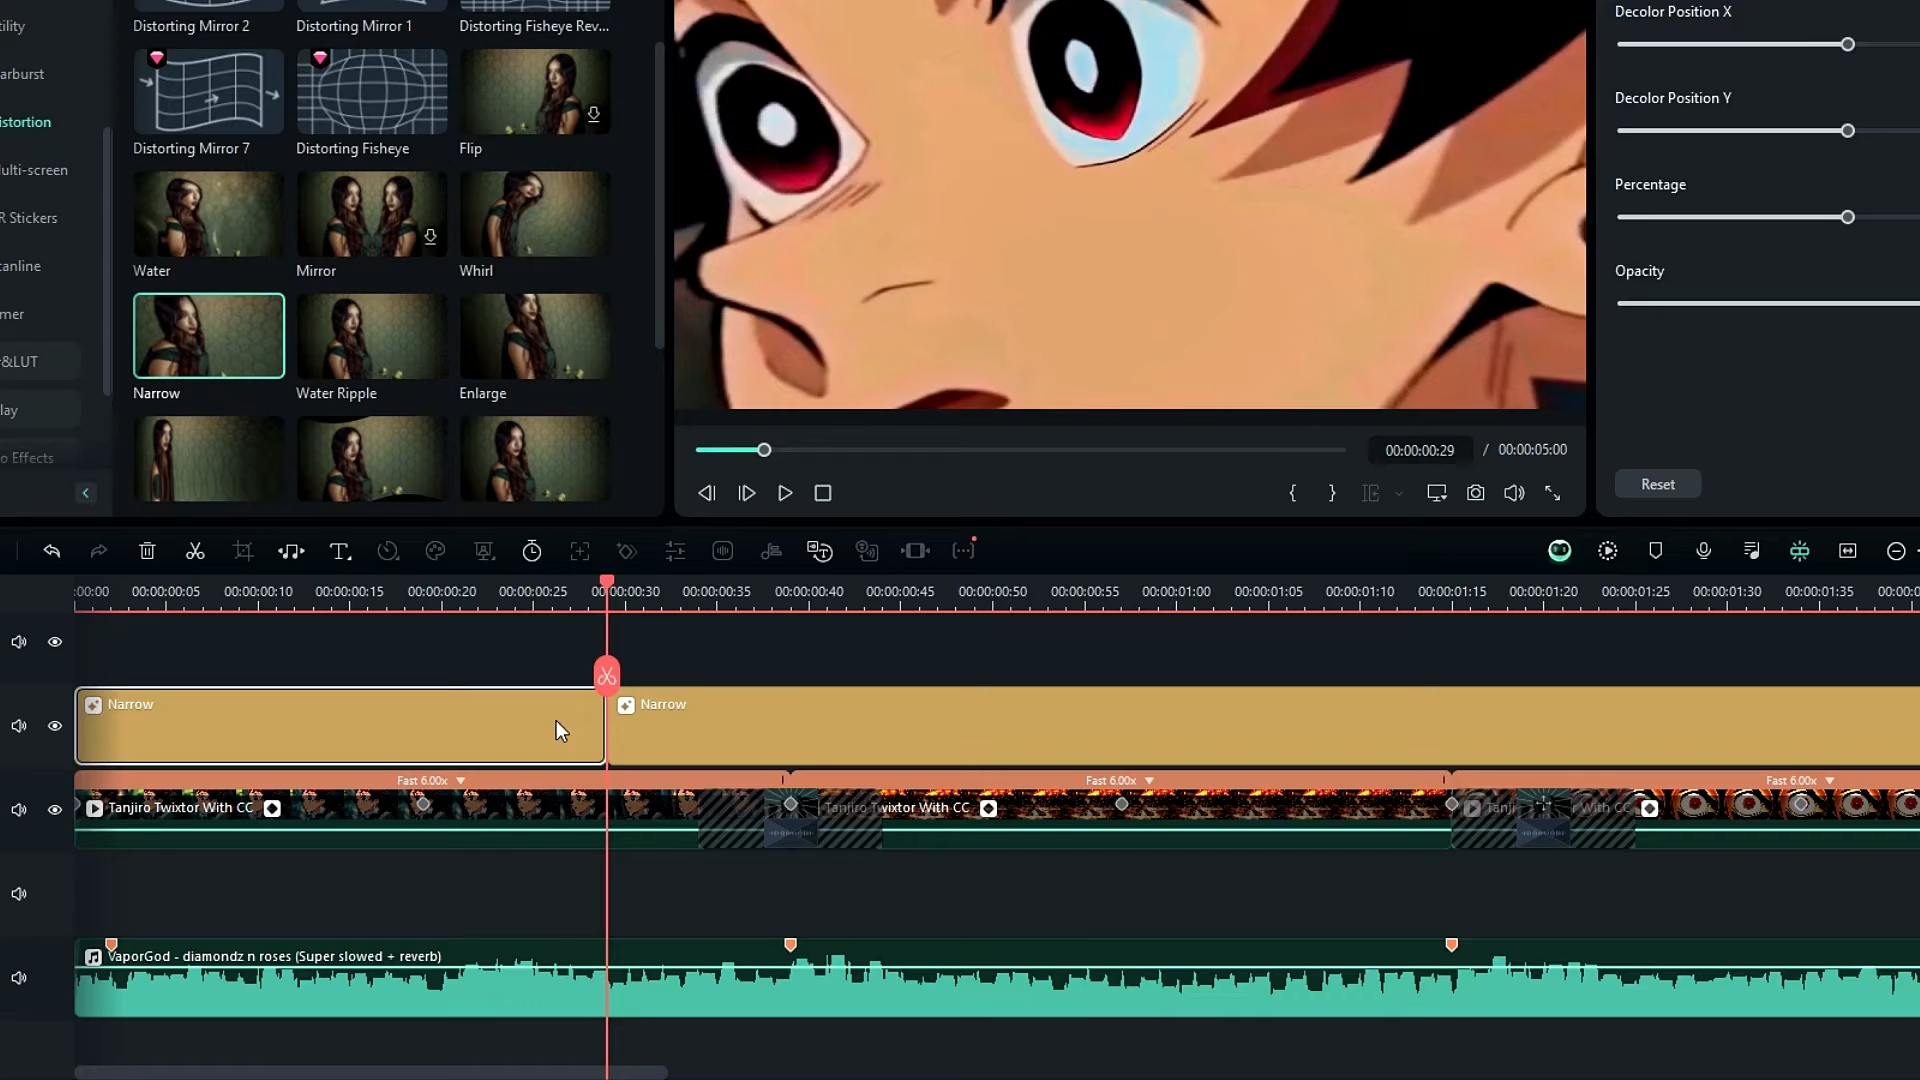 tility
arburst
istortion
ulti-screen
R Stickers
canline
mer
&LUT
lay
o Effects
Distorting Mirror 2
Distorting Mirror 1
Distorting Fisheye Rev...
Distorting Mirror 7
Distorting Fisheye
Flip
Water
Mirror
Whirl
Narrow
Water Ripple
Enlarge
00:00:00:29 / 00:00:05:00
Decolor Position X
Decolor Position Y
Percentage
Opacity
Reset
:00:00 00:00:00:05 00:00:00:10 00:00:00:15 00:00:00:20 00:00:00:25 00:00:00:30 00:00:00:35 00:00:00:40 00:00:00:45 00:00:00:50 00:00:00:55 00:00:01:00 00:00:01:05 00:00:01:10 00:00:01:15 00:00:01:20 00:00:01:25 00:00:01:30 00:00:01:35 00:00:0
Narrow
Narrow
Fast 6.00x
Fast 6.00x
Fast 6.00x
Tanjiro Twixtor With CC
Tanjiro Twixtor With CC
Tanji r With CC
VaporGod - diamondz n roses (Super slowed + reverb)